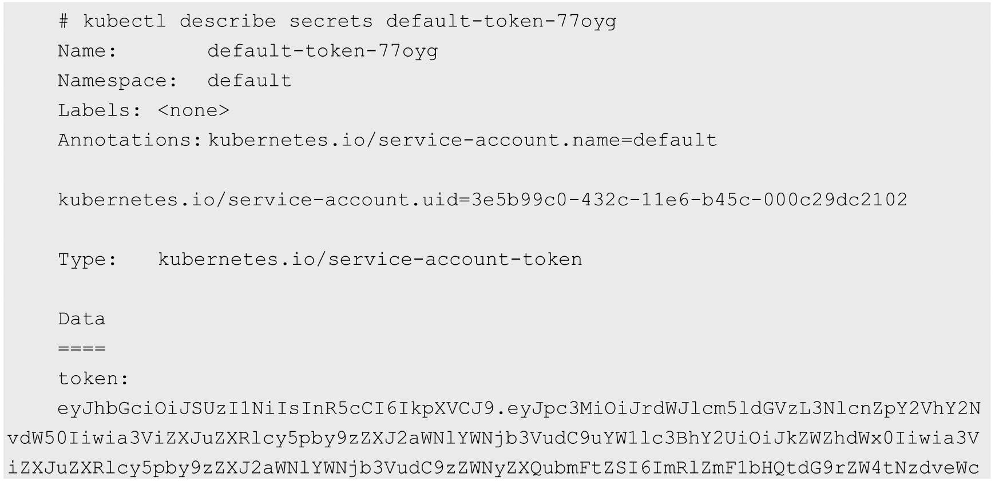 # kubectl describe secrets default-token-77oyg
Name: default-token-77oyg
Namespace: default
Labels: <none>
Annotations: kubernetes.io/service-account.name=default
kubernetes.io/service-account.uid=3e5b99c0-432c-11e6-b45c-000c29dc2102
Type: kubernetes.io/service-account-token
Data
====
token:
eyJhbGciOiJSUzI1NiIsInR5cCI6IkpXVCJ9.eyJpc3MiOiJrdWJlcm5ldGVzL3NlcnZpY2VhY2N
vdW50Iiwia3ViZXJuZXRlcy5pby9zZXJ2aWNlYWNjb3VudC9uYW1lc3BhY2UiOiJkZWZhdWx0Iiwia3V
iZXJuZXRlcy5pby9zZXJ2aWNlYWNjb3VudC9zZWNyZXQubmFtZSI6ImRlZmF1bHQtdG9rZW4tNzdveWc